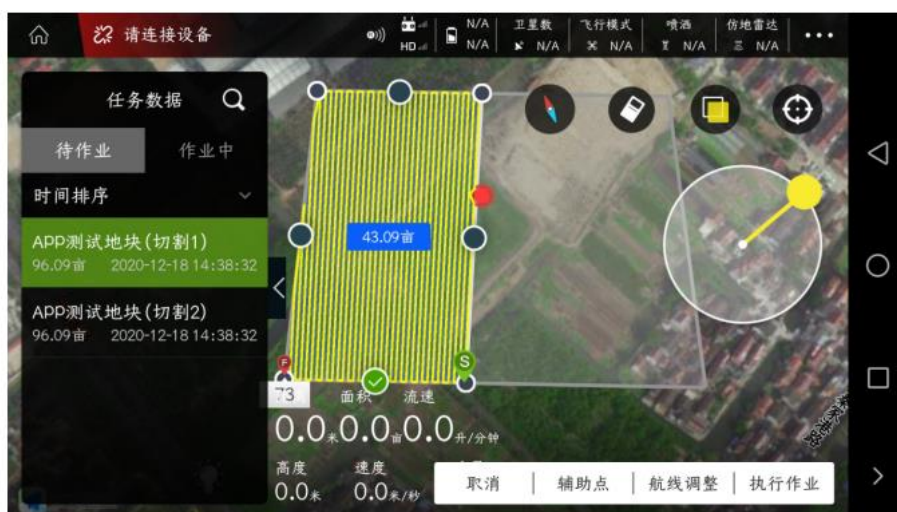 请连接设备
HD
N/A
N/A
卫星数
N/A
飞行模式
N/A
喷洒
N/A
仿地雷达
N/A
任务数据
待作业 作业中
时间排序
APP测试地块(切割1)
96.09亩 2020-12-18 14:38:32
APP测试地块(切割2)
96.09亩 2020-12-18 14:38:32
43.09亩
F
S
73 面积 流速
0.0米 0.0亩 0.0升/分钟
高度 速度
0.0米 0.0米/秒
取消 辅助点 航线调整 执行作业